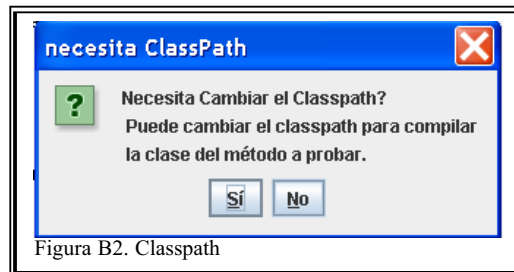 necesita ClassPath
Necesita Cambiar el Classpath?
Puede cambiar el classpath para compilar
la clase del método a probar.
Sí No
Figura B2. Classpath